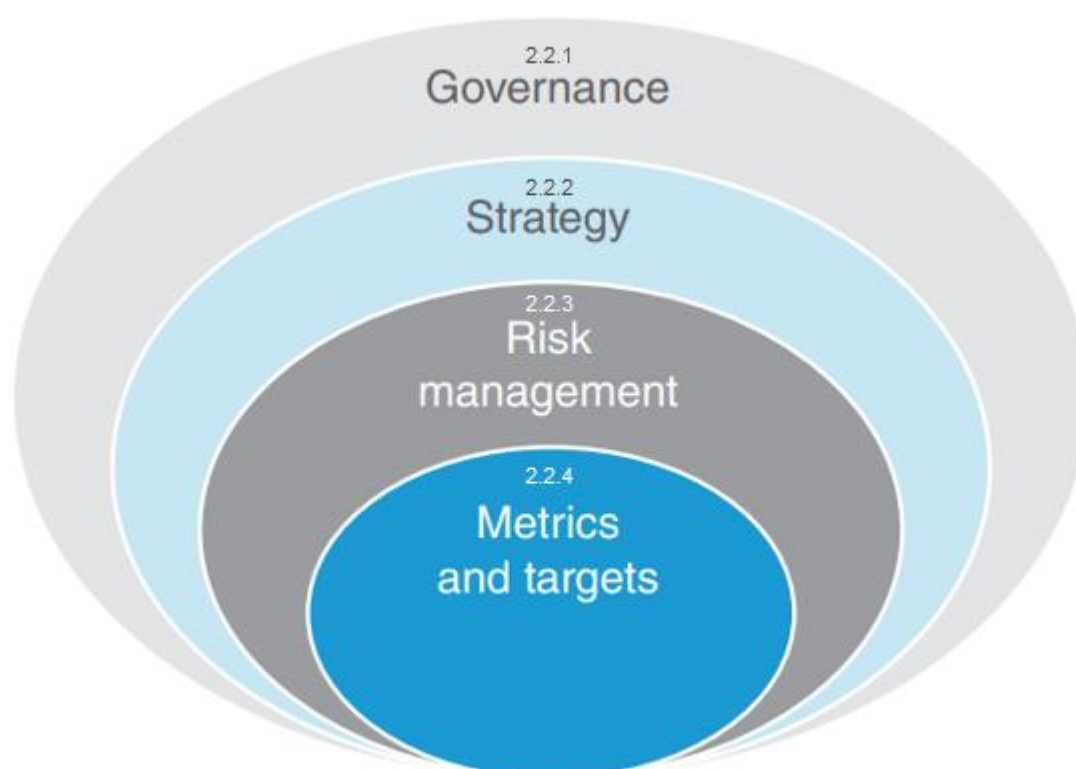 2.2.1
Governance
2.2.2
Strategy
2.2.3
Risk
management
2.2.4
Metrics
and targets